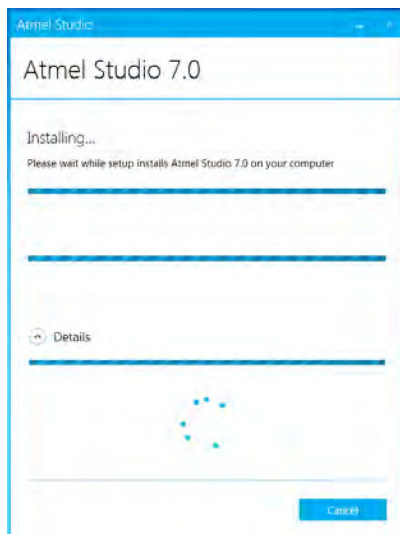 Atmel Studio
Atmel Studio 7.0
Installing...
Please wait while setup installs Atmel Studio 7.0 on your computer
Details
Cancel